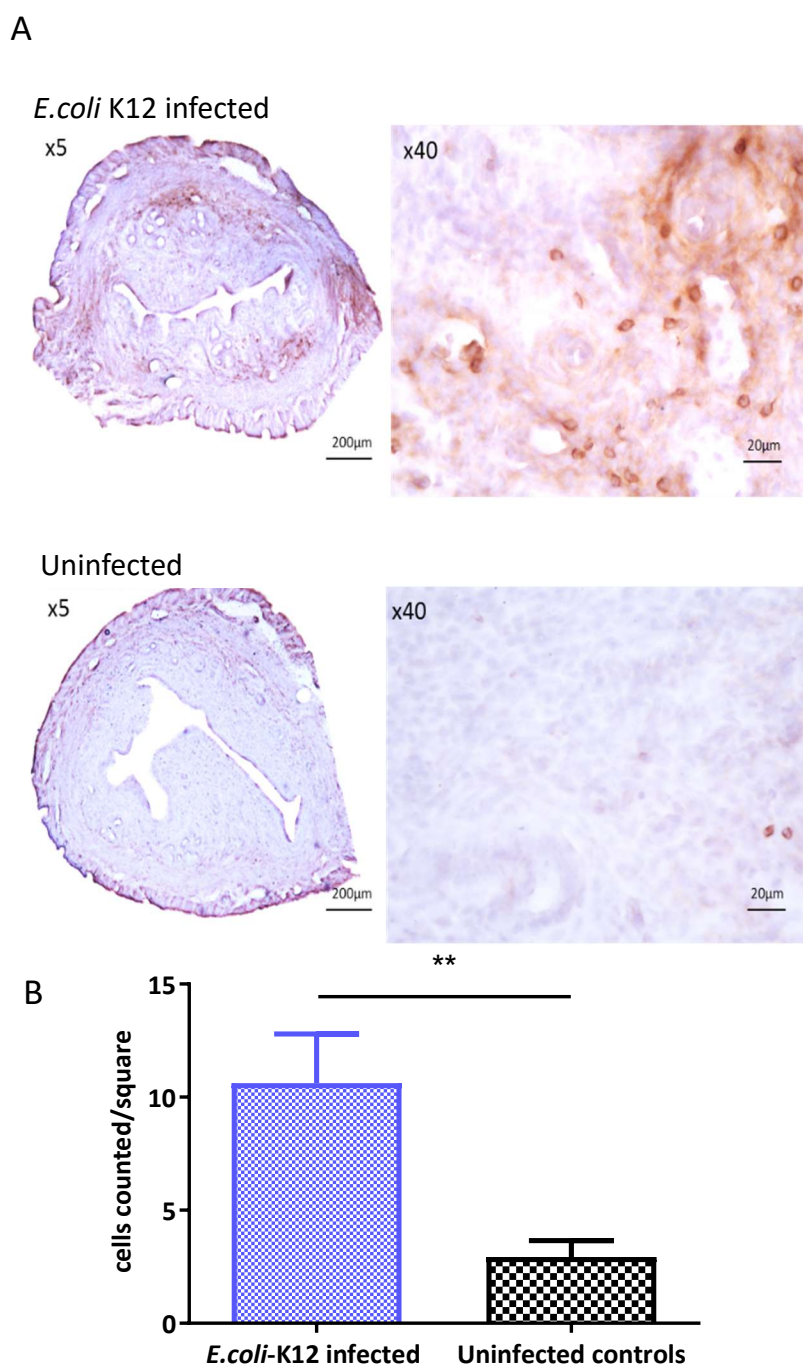 A
E.coli K12 infected
x5
x40
200µm
20µm
Uninfected
x5
x40
200µm
20µm
**
B
15
10
5
0
cells counted/square
E.coli-K12 infected
Uninfected controls